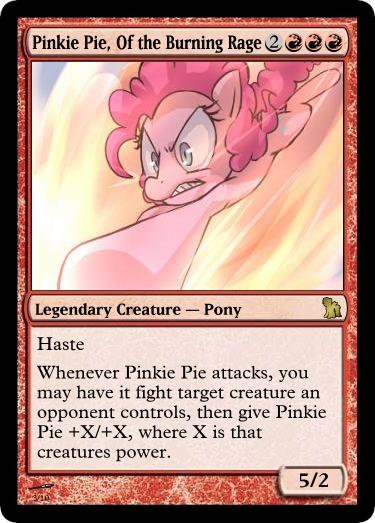 Pinkie Pie, Of the Burning Rage 2
Legendary Creature — Pony
Haste
Whenever Pinkie Pie attacks, you
may have it fight target creature an
opponent controls, then give Pinkie
Pie +X/+X, where X is that
creatures power.
5/2